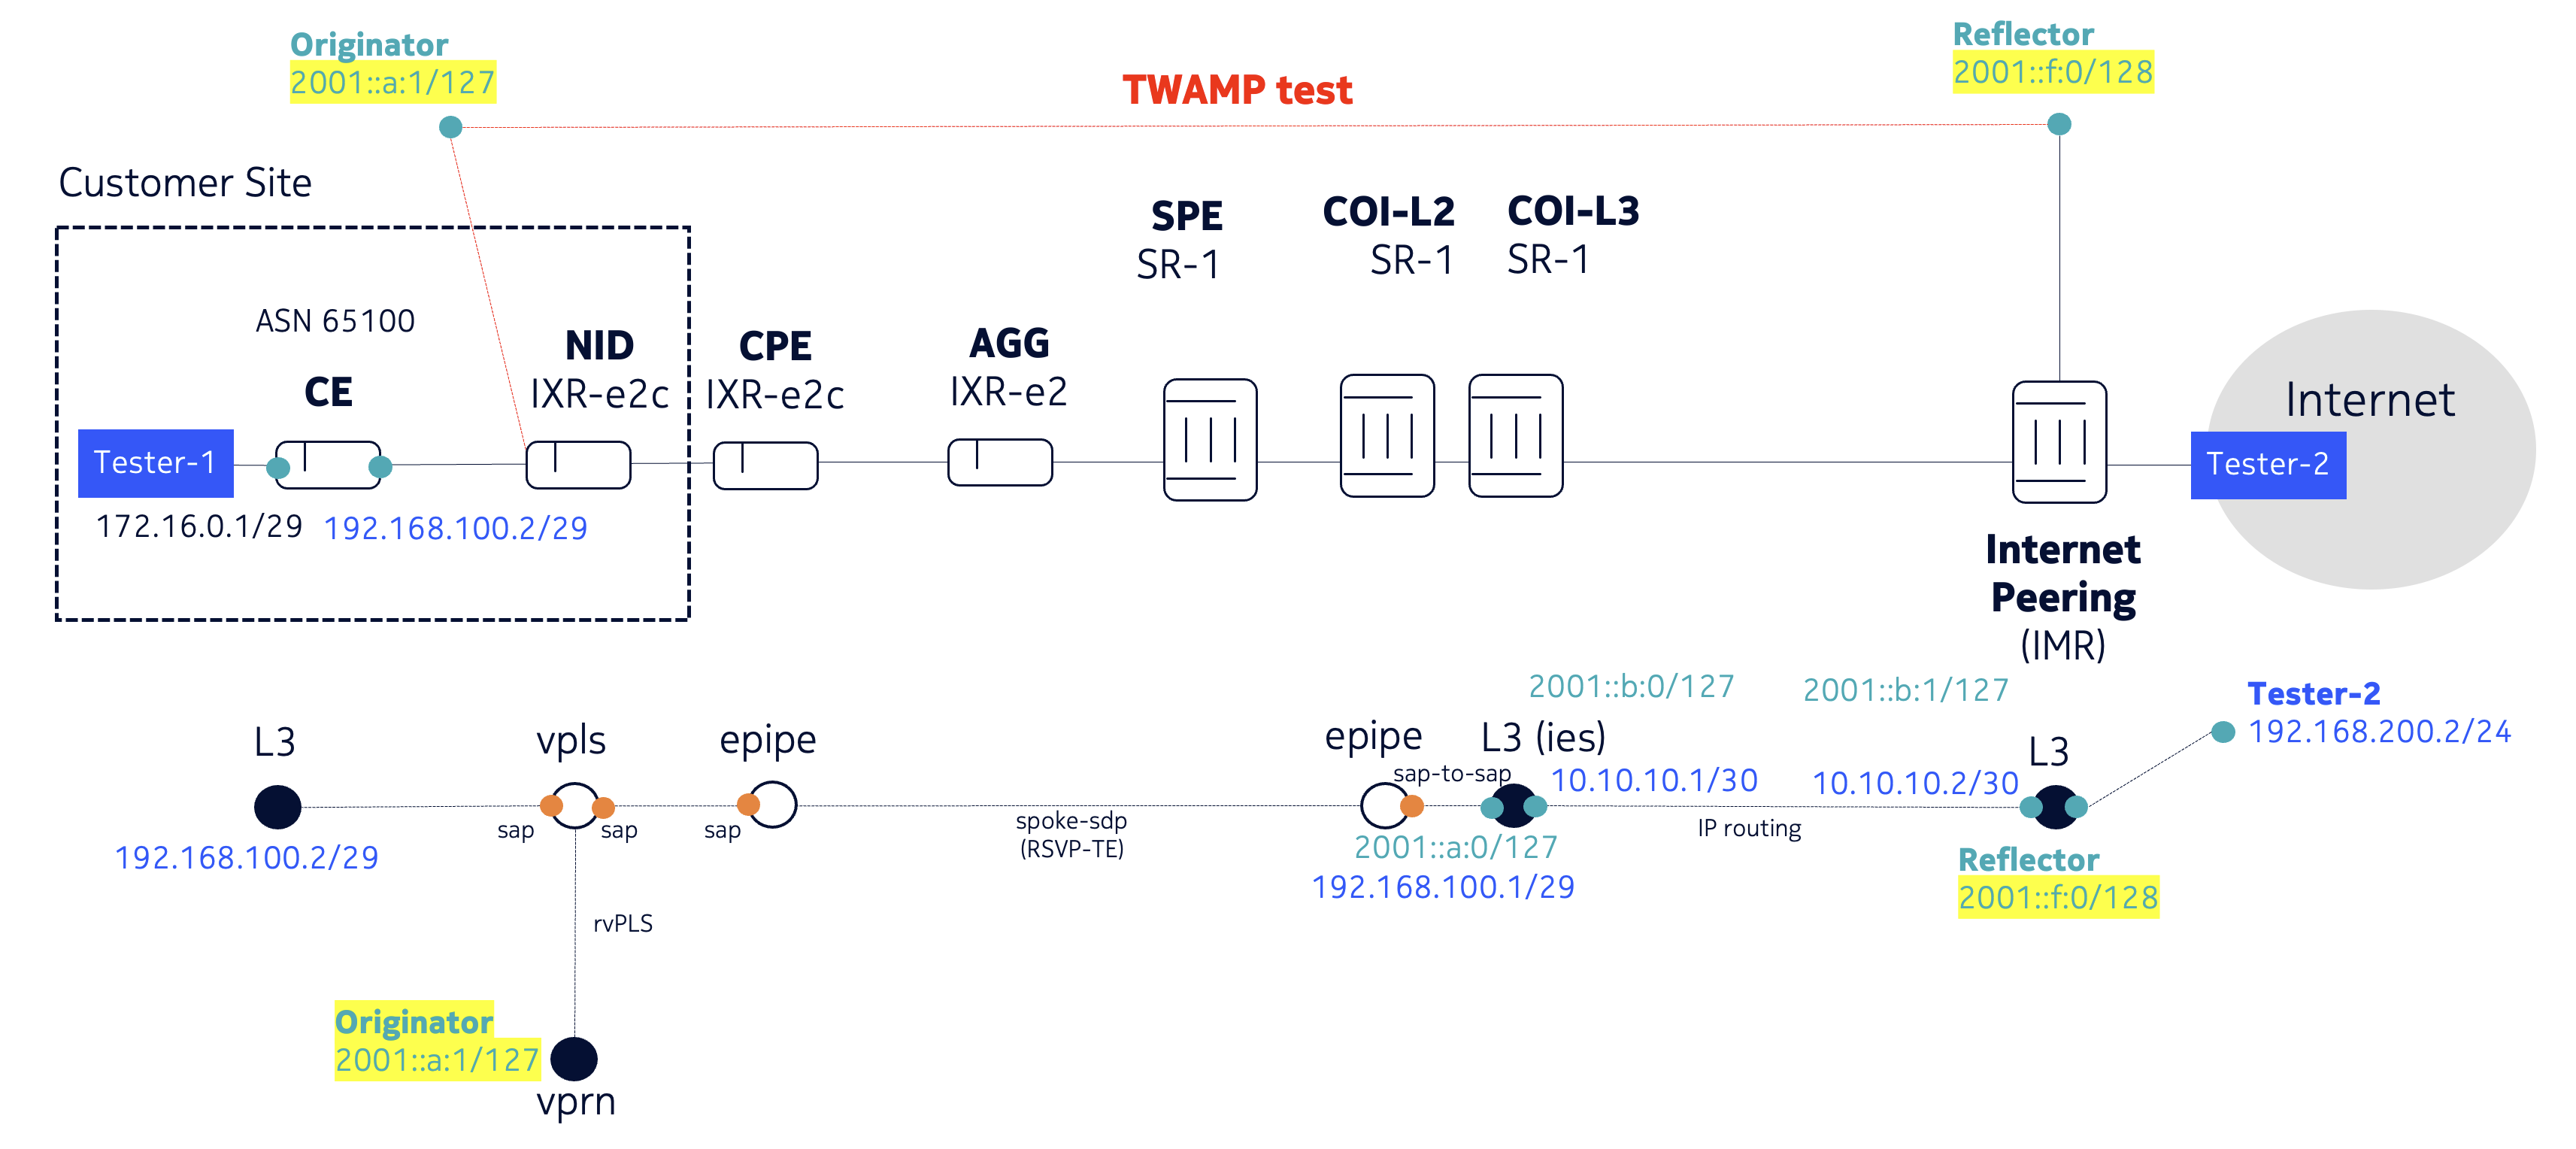 Originator
2001::a:1/127
Reflector
2001::f:0/128
TWAMP test
Customer Site
SPE
SR-1
COI-L2
SR-1
COI-L3
SR-1
ASN 65100
CE
NID
IXR-e2c
CPE
IXR-e2c
AGG
IXR-e2
Internet
Tester-1
Tester-2
172.16.0.1/29
192.168.100.2/29
Internet
Peering
(IMR)
2001::b:0/127
2001::b:1/127
Tester-2
192.168.200.2/24
L3
vpls
epipe
epipe
L3 (ies)
L3
sap-to-sap
10.10.10.1/30
10.10.10.2/30
sap
sap
sap
spoke-sdp
(RSVP-TE)
IP routing
192.168.100.2/29
2001::a:0/127
192.168.100.1/29
Reflector
2001::f:0/128
rvPLS
Originator
2001::a:1/127
vprn